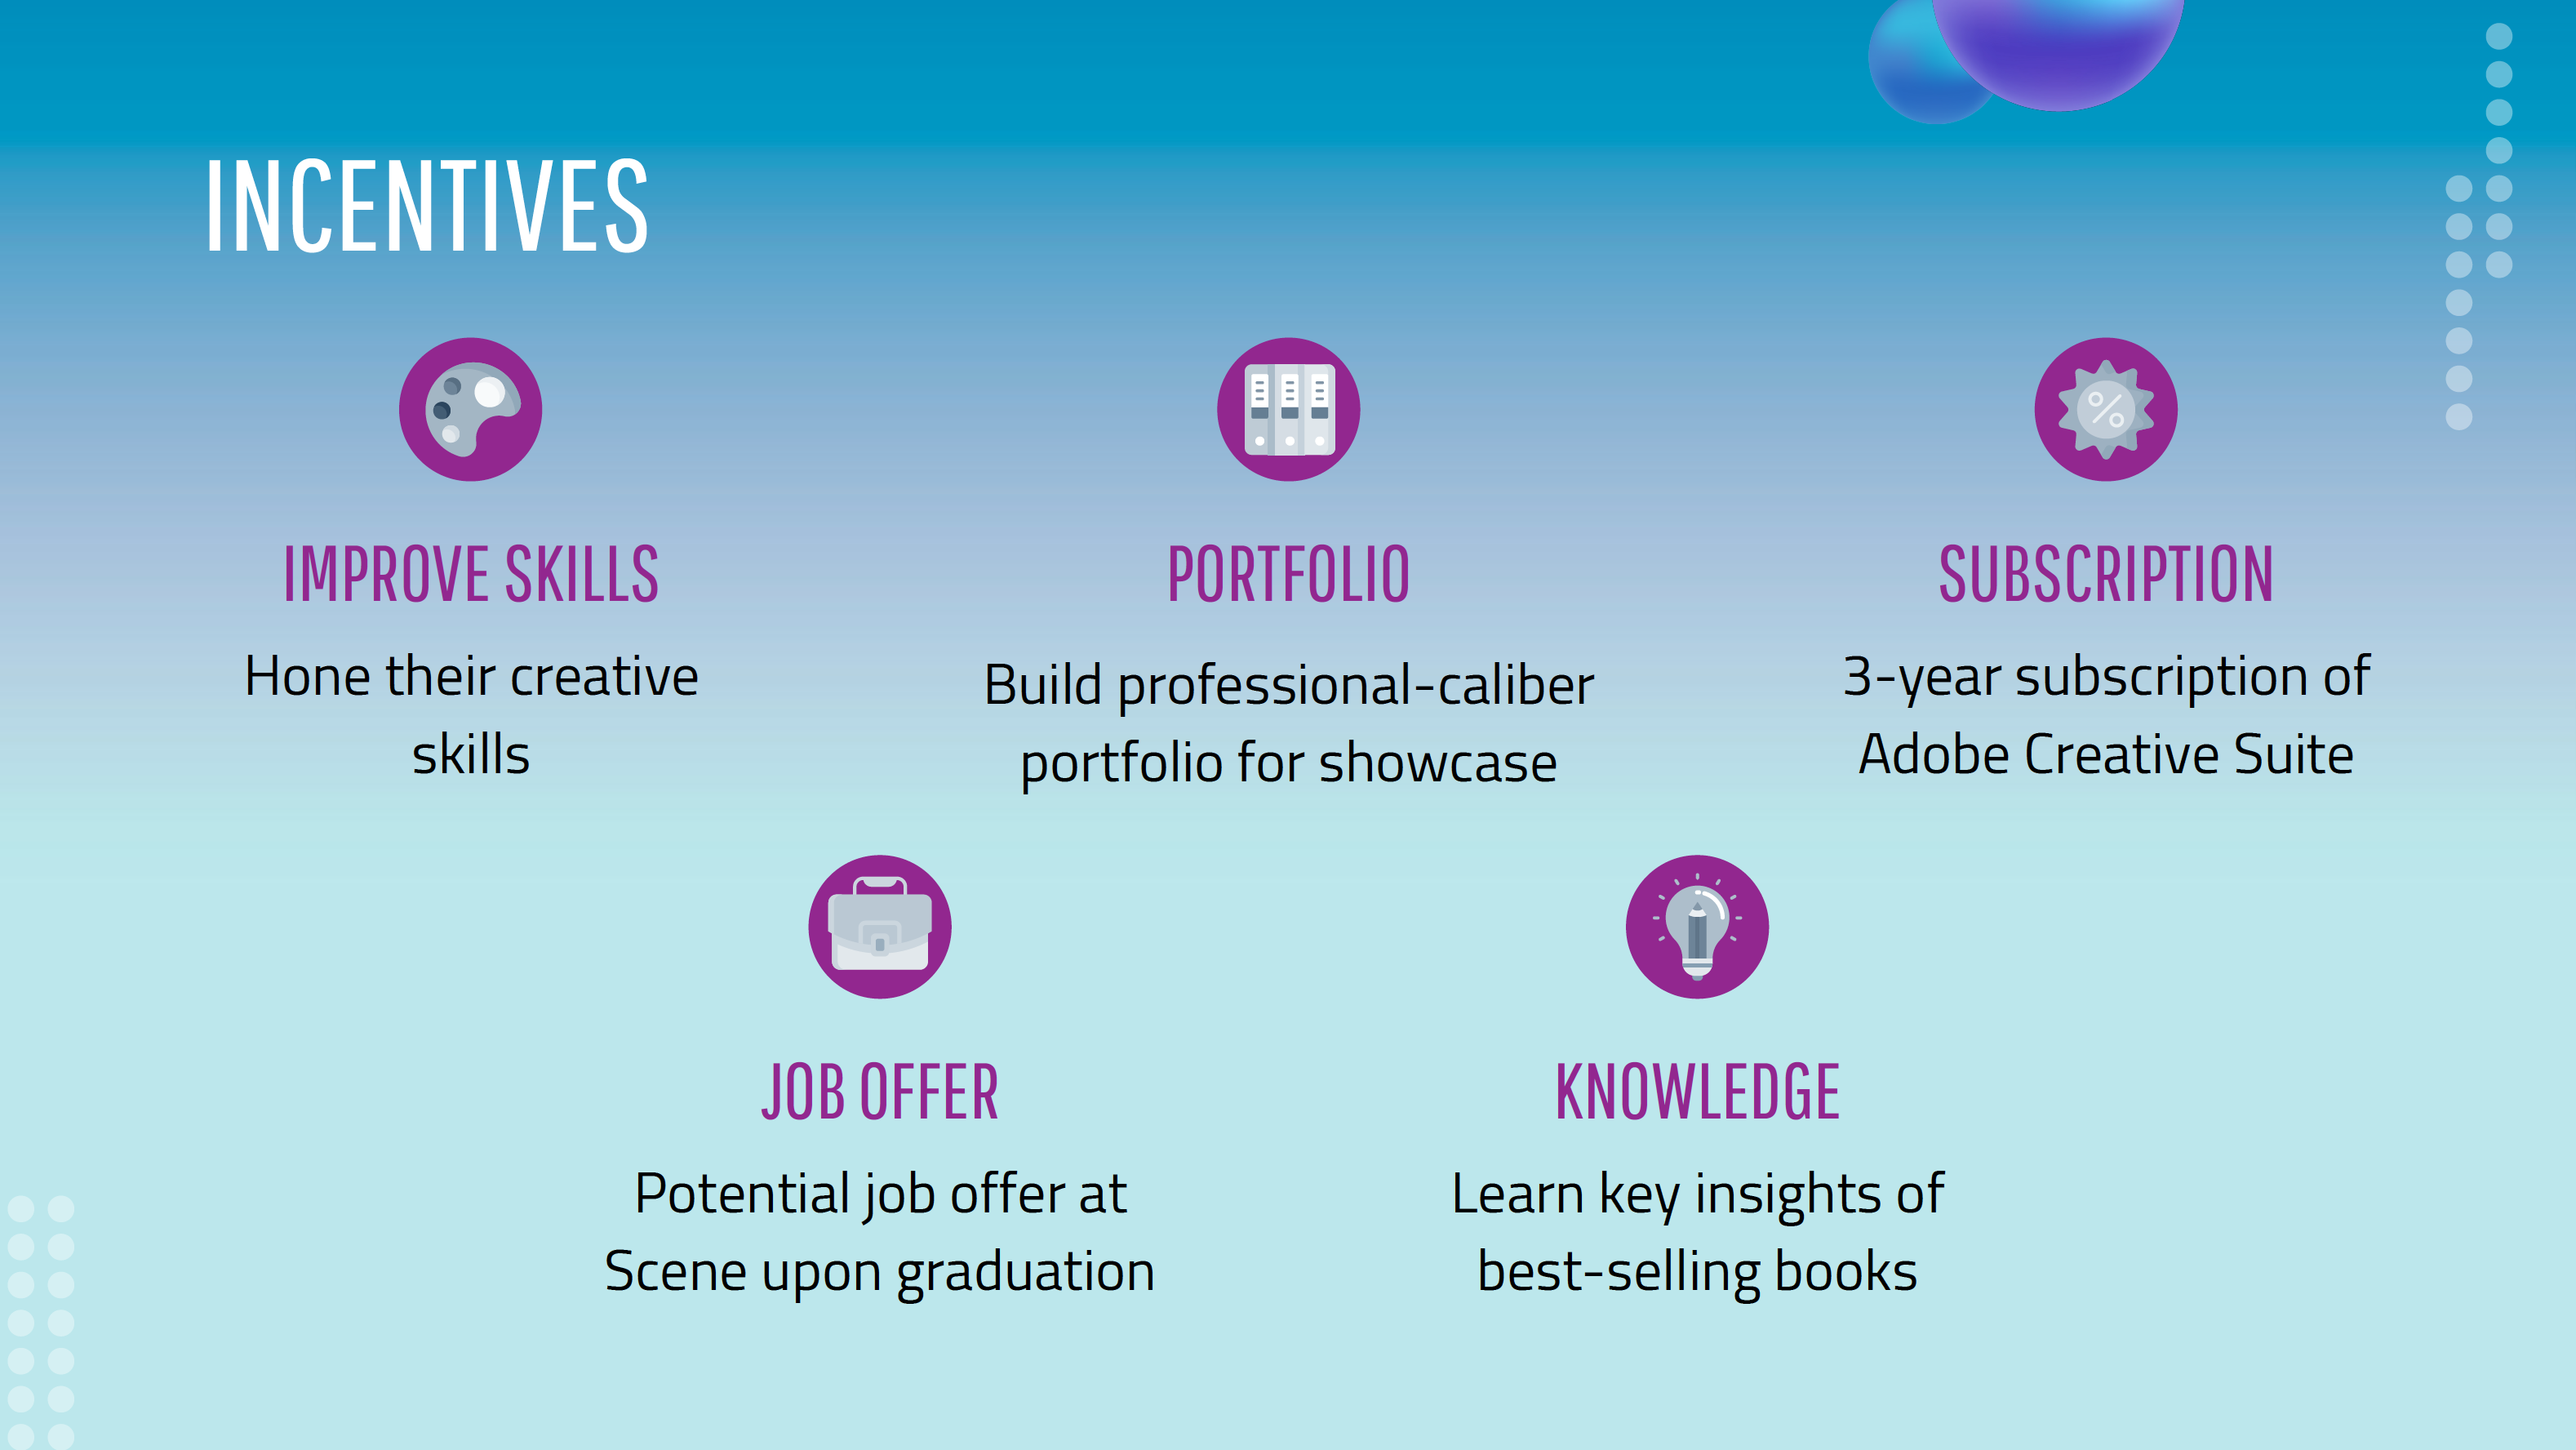 INCENTIVES
IMPROVE SKILLS
Hone their creative
skills
PORTFOLIO
Build professional-caliber
portfolio for showcase
SUBSCRIPTION
3-year subscription of
Adobe Creative Suite
JOB OFFER
Potential job offer at
Scene upon graduation
KNOWLEDGE
Learn key insights of
best-selling books